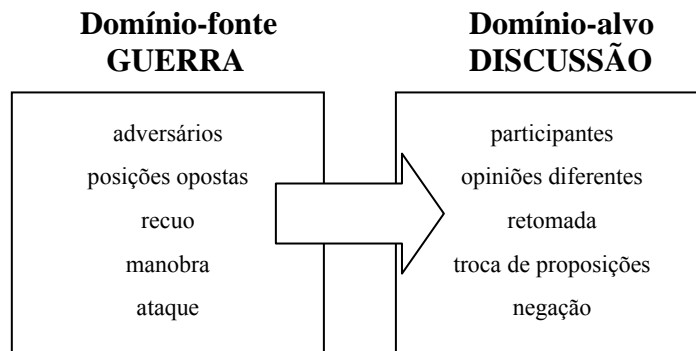 Domínio-fonte
GUERRA
adversários
posições opostas
recuo
manobra
ataque
Domínio-alvo
DISCUSSÃO
participantes
opiniões diferentes
retomada
troca de proposições
negação